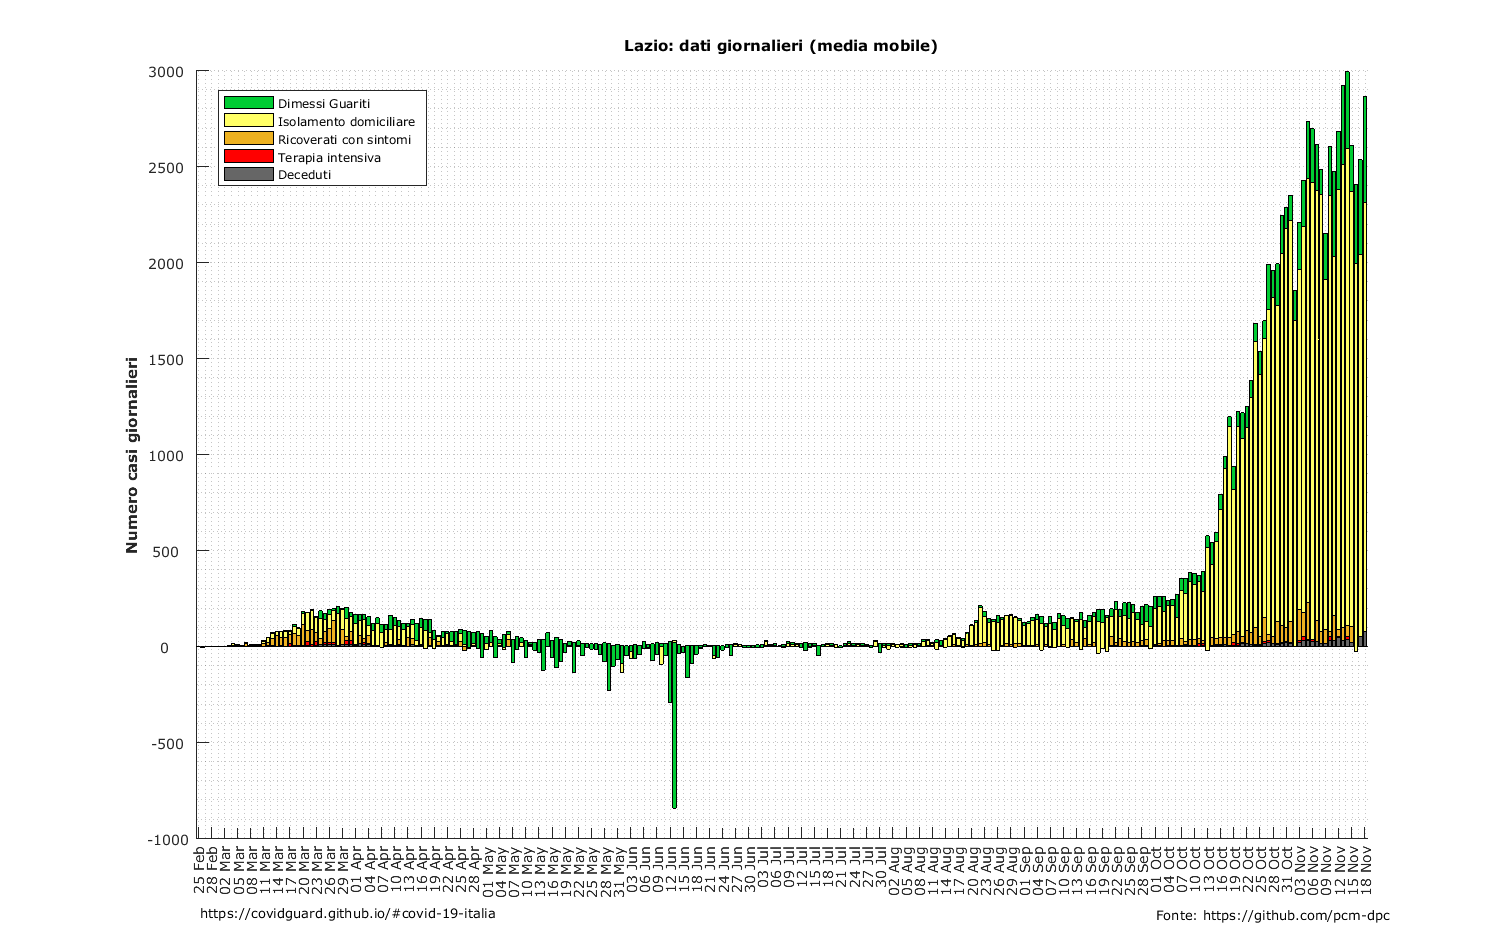 Lazio: dati giornalieri (media mobile)
Dimessi Guariti
Isolamento domiciliare
Ricoverati con sintomi
Terapia intensiva
Deceduti
Numero casi giornalieri
3000
2500
2000
1500
1000
500
0
-500
-1000
25 Feb
28 Feb
02 Mar
05 Mar
08 Mar
11 Mar
14 Mar
17 Mar
20 Mar
23 Mar
26 Mar
29 Mar
01 Apr
04 Apr
07 Apr
10 Apr
13 Apr
16 Apr
19 Apr
22 Apr
25 Apr
28 Apr
01 May
04 May
07 May
10 May
13 May
16 May
19 May
22 May
25 May
28 May
31 May
03 Jun
06 Jun
09 Jun
12 Jun
15 Jun
18 Jun
21 Jun
24 Jun
27 Jun
30 Jun
03 Jul
06 Jul
09 Jul
12 Jul
15 Jul
18 Jul
21 Jul
24 Jul
27 Jul
30 Jul
02 Aug
05 Aug
08 Aug
11 Aug
14 Aug
17 Aug
20 Aug
23 Aug
26 Aug
29 Aug
01 Sep
04 Sep
07 Sep
10 Sep
13 Sep
16 Sep
19 Sep
22 Sep
25 Sep
28 Sep
01 Oct
04 Oct
07 Oct
10 Oct
13 Oct
16 Oct
19 Oct
22 Oct
25 Oct
28 Oct
31 Oct
03 Nov
06 Nov
09 Nov
12 Nov
15 Nov
18 Nov
https://covidguard.github.io/#covid-19-italia
Fonte: https://github.com/pcm-dpc